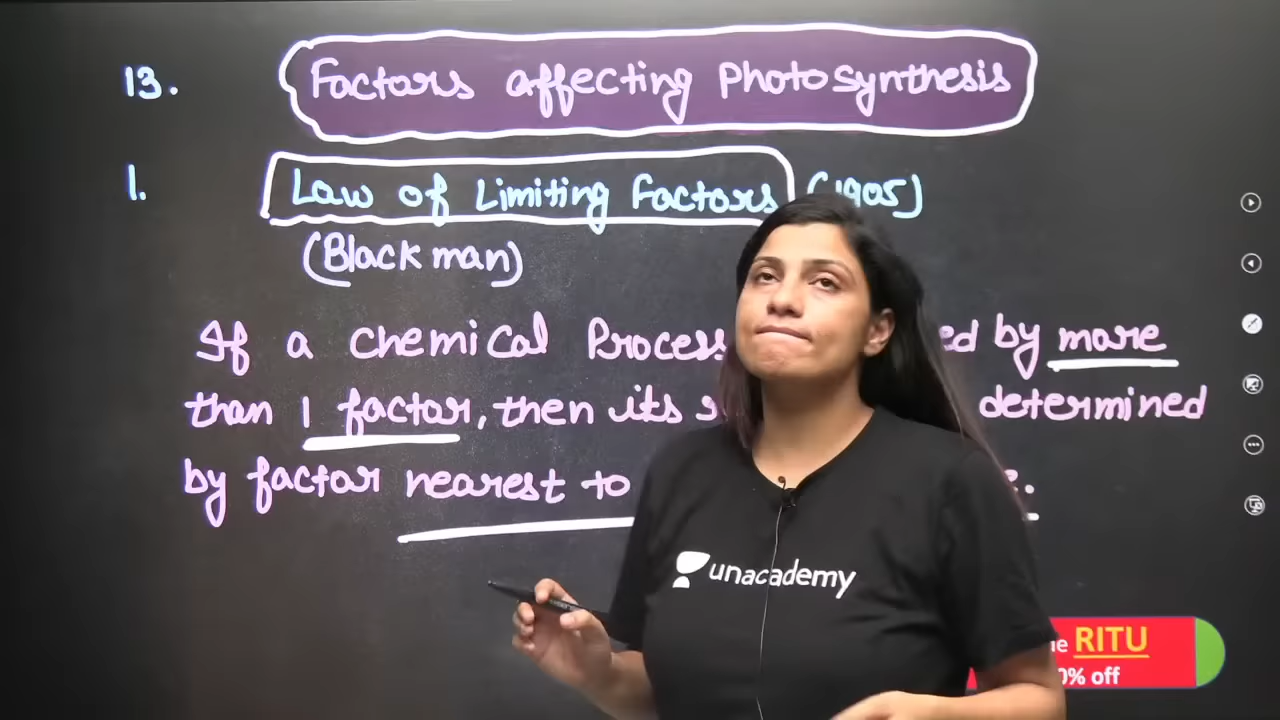 13. Factors affecting Photosynthesis
1. Law of Limiting Factors (1905)
(Blackman)
If a chemical Process ed by more
than 1 factor, then its determined
by factor nearest to
unacademy
RITU
0% off